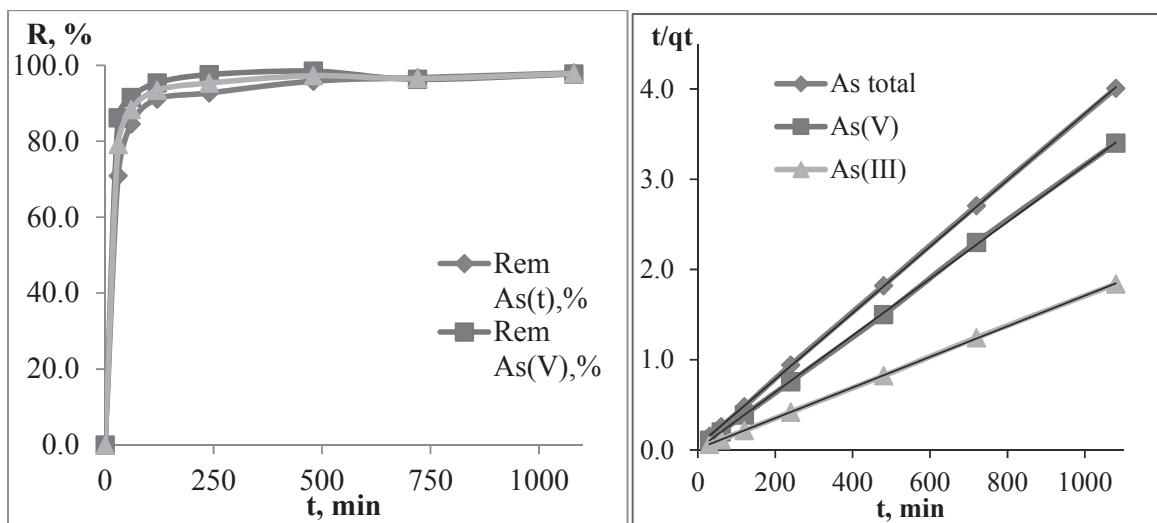 R, %
100.0
80.0
60.0
40.0
20.0
0.0
0 250 500 750 1000
t, min
Rem
As(t),%
Rem
As(V),%
t/qt
4.0
3.0
2.0
1.0
0.0
0 200 400 600 800 1000
t, min
As total
As(V)
As(III)